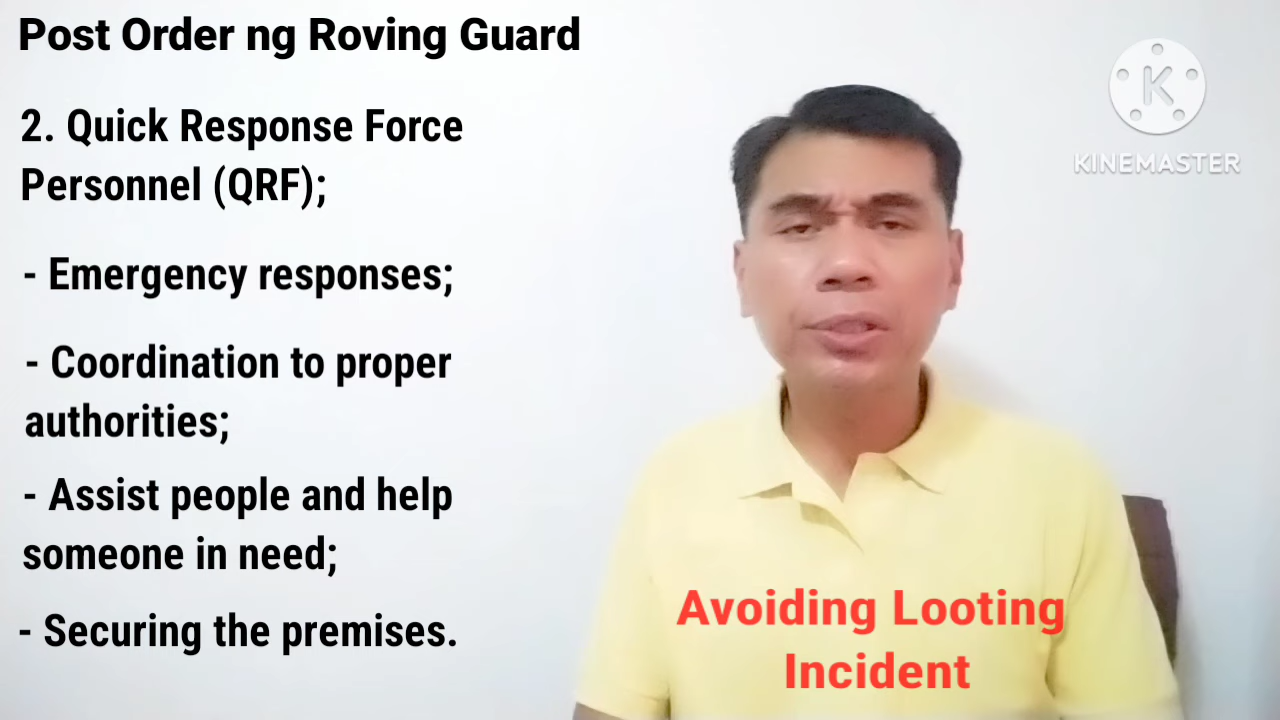 Post Order ng Roving Guard
2. Quick Response Force
Personnel (QRF);
- Emergency responses;
- Coordination to proper
authorities;
- Assist people and help
someone in need;
- Securing the premises.
K
KINEMASTER
Avoiding Looting
Incident